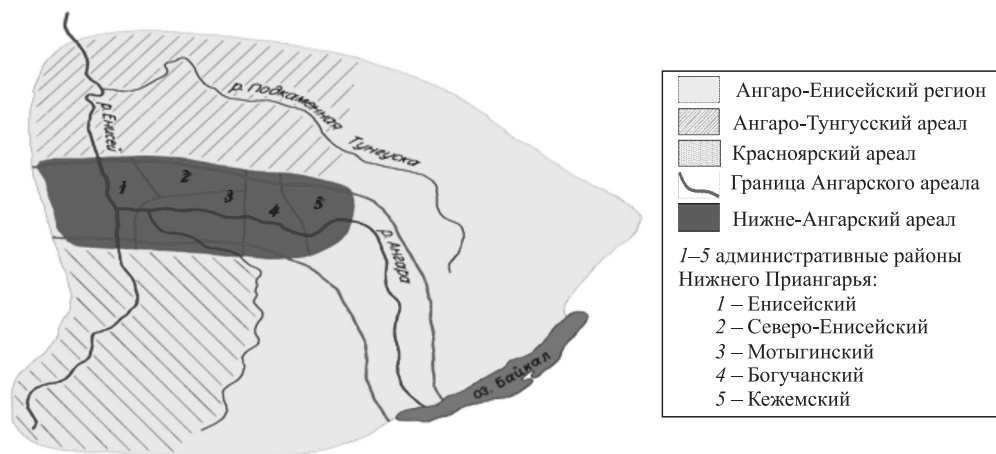 р. Подкаменная
Тунгуска
р. Енисей
1
2
3
4
5
р. Ангара
оз. Байкал
Ангаро-Енисейский регион
Ангаро-Тунгусский ареал
Красноярский ареал
Граница Ангарского ареала
Нижне-Ангарский ареал
1–5 административные районы
Нижнего Приангарья:
1 – Енисейский
2 – Северо-Енисейский
3 – Мотыгинский
4 – Богучанский
5 – Кежемский